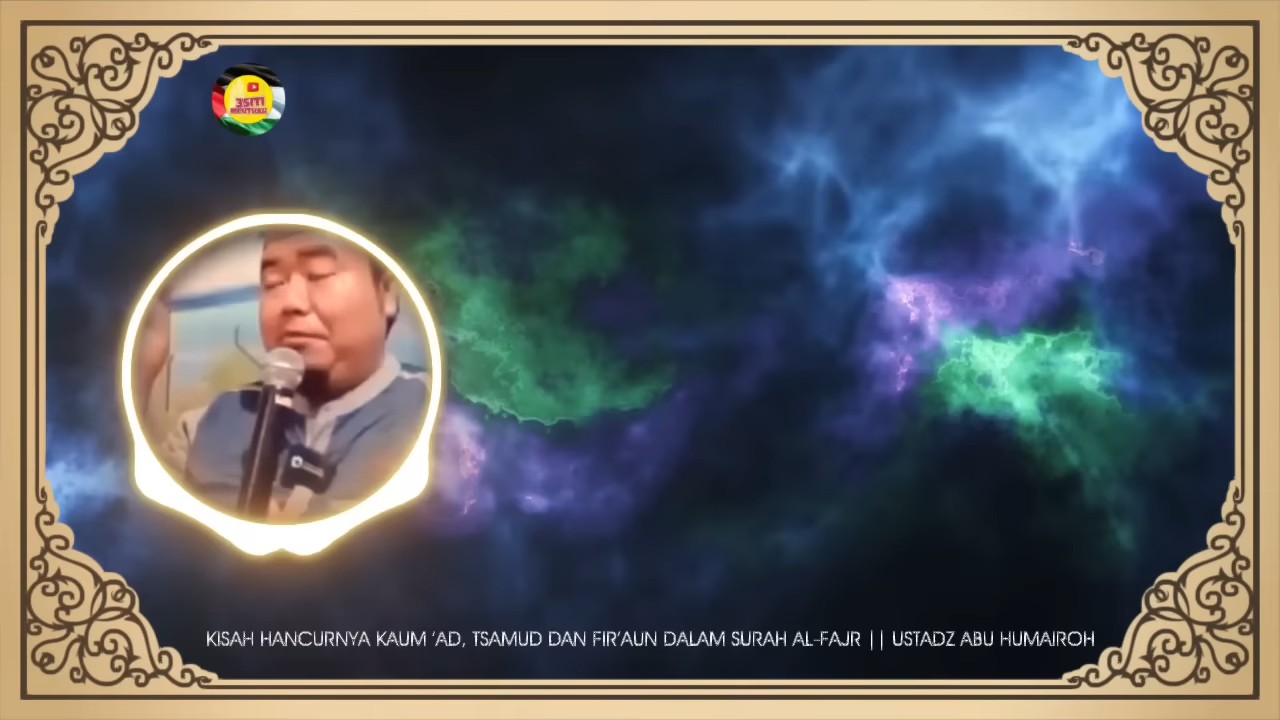 KISAH HANCURNYA KAUM 'AD, TSAMUD DAN FIR'AUN DALAM SURAH AL-FAJR || USTADZ ABU HUMAIROH